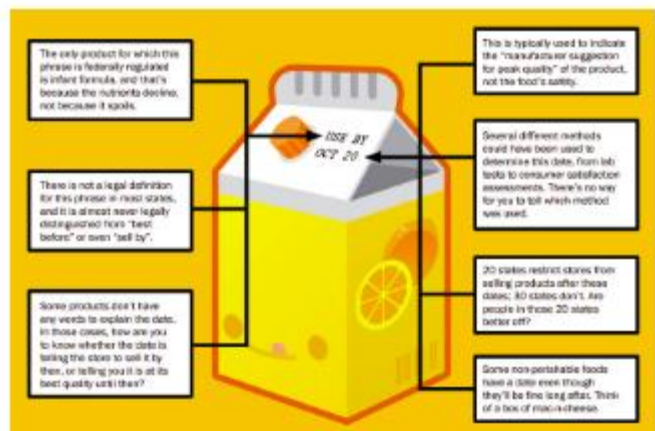 The only product for which this
phrase is federally regulated
is infant formula, and that's
because the nutrients decline,
not because it spoils.
There is not a legal definition
for this phrase in most states,
and it is almost never legally
distinguished from "best
before" or even "sell by".
Some products don't have
any words to explain the date.
In those cases, how are you
to know whether the date is
telling the store to sell it by
then, or telling you it is at its
best quality until then?
USE BY
OCT 20
This is typically used to indicate
the "manufacturer suggestion
for peak quality" of the product,
not the food's safety.
Several different methods
could have been used to
determine this date, from lab
tests to consumer satisfaction
assessments. There's no way
for you to tell which method
was used.
20 states restrict stores from
selling products after these
dates; 30 states don't. Are
people in those 20 states
better off?
Some non-perishable foods
have a date even though
they'll be fine long after. Think
of a box of mac-n-cheese.